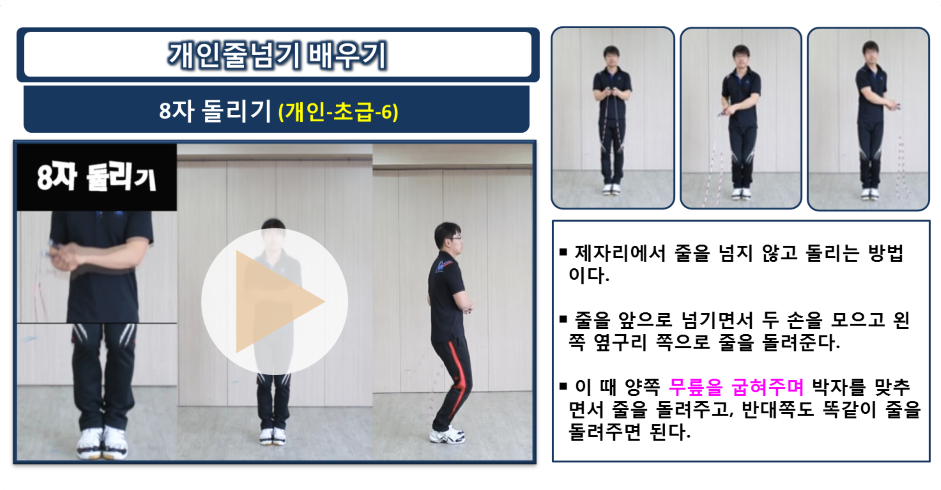 개인줄넘기 배우기
8자 돌리기 (개인-초급-6)
8자 돌리기
▪ 제자리에서 줄을 넘지 않고 돌리는 방법
이다.
▪ 줄을 앞으로 넘기면서 두 손을 모으고 왼
쪽 옆구리 쪽으로 줄을 돌려준다.
▪ 이 때 양쪽 무릎을 굽혀주며 박자를 맞추
면서 줄을 돌려주고, 반대쪽도 똑같이 줄을
돌려주면 된다.